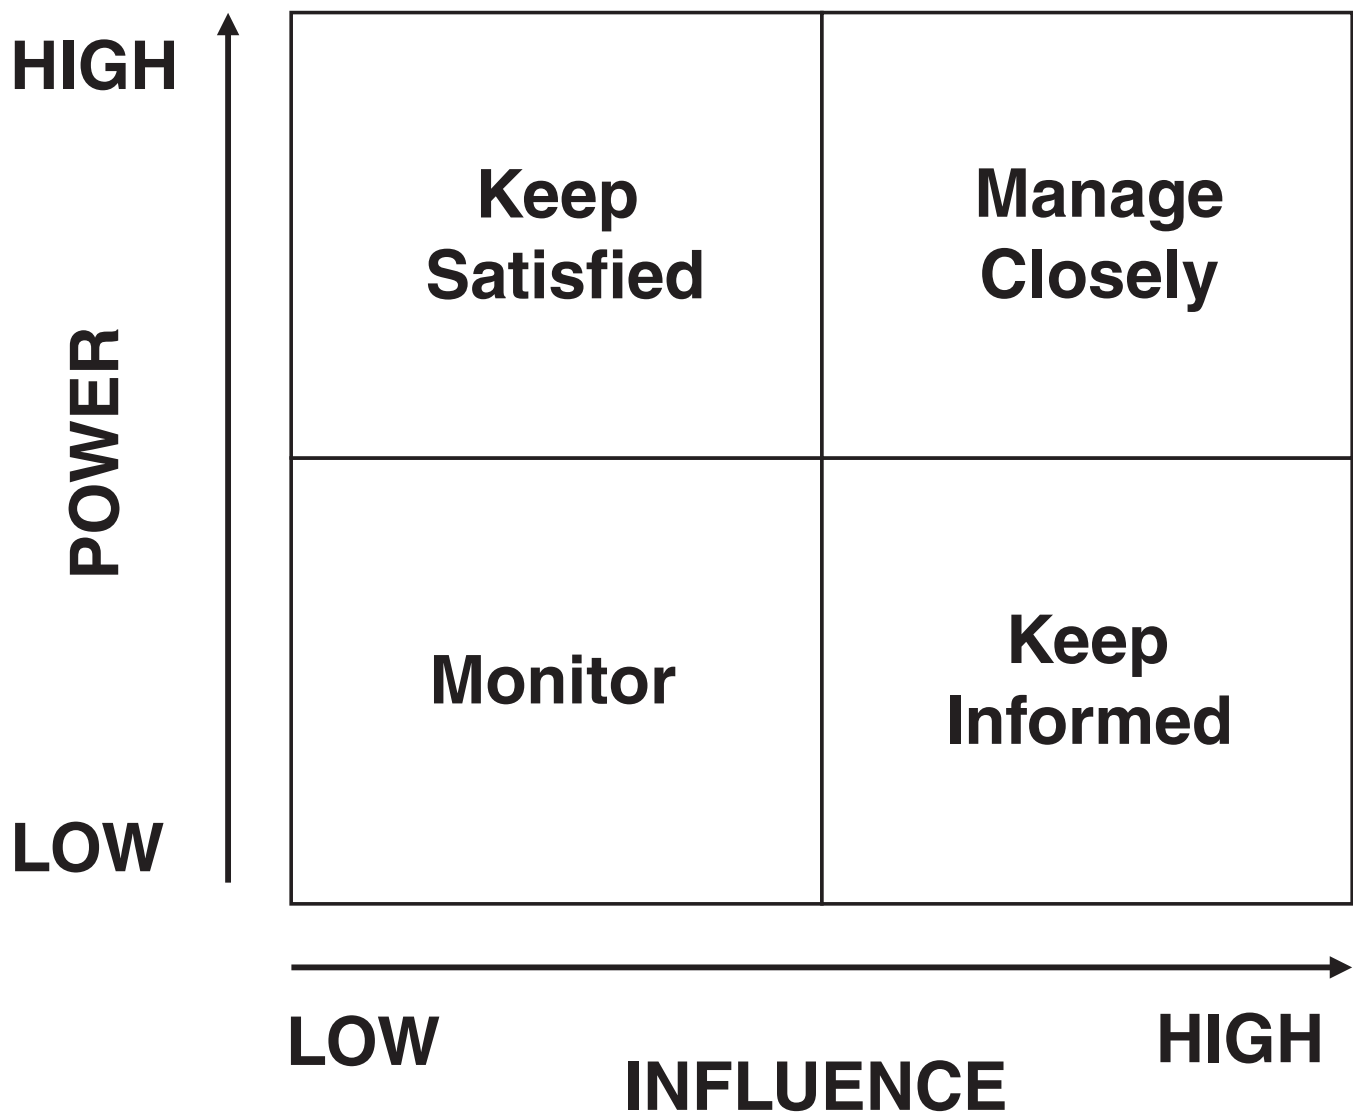 HIGH
Keep
Satisfied
Manage
Closely
POWER
Monitor
Keep
Informed
LOW
LOW
HIGH
INFLUENCE